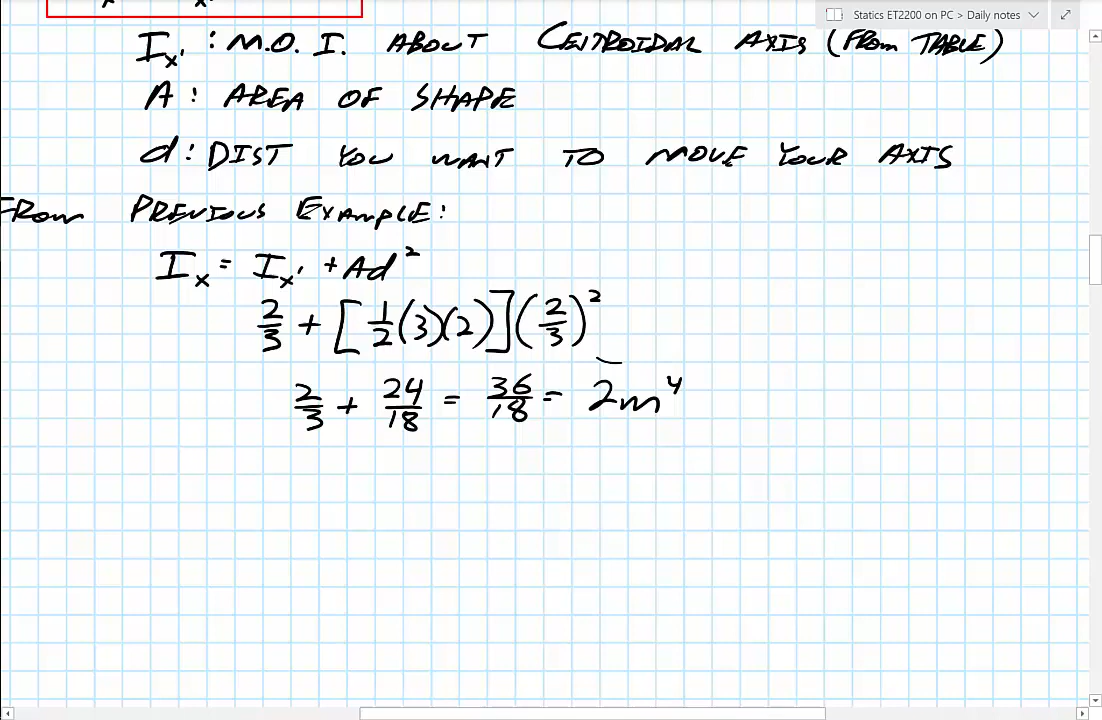 Statics ET2200 on PC > Daily notes
Iₓ' : M.O.I. ABOUT CENTROIDAL AXIS (FROM TABLE)
A : AREA OF SHAPE
d : DIST YOU WANT TO MOVE YOUR AXIS
FROM PREVIOUS EXAMPLE:
Iₓ = Iₓ' + Ad²
2/3 + [1/2(3)(2)](2/3)²
2/3 + 24/18 = 36/18 = 2m⁴